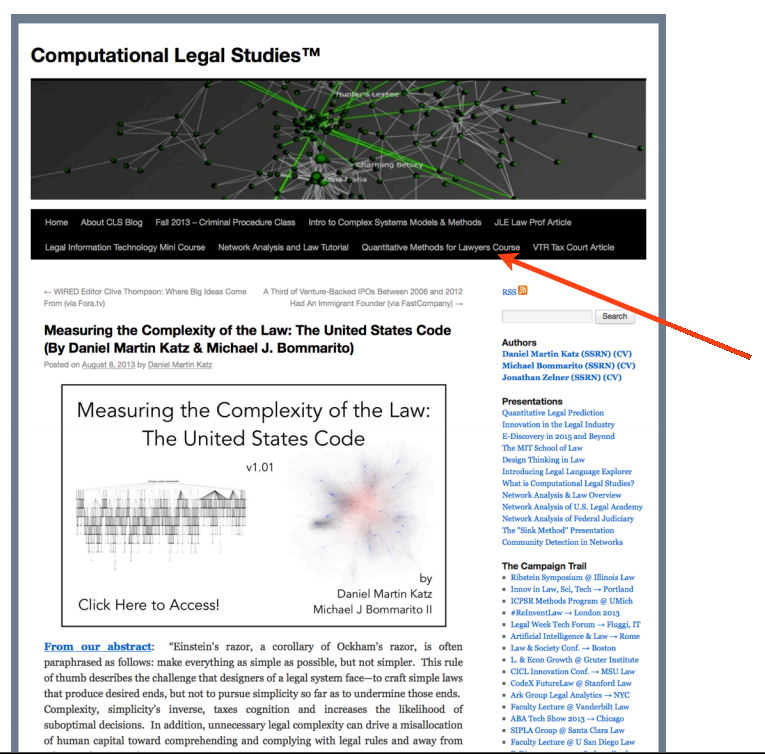 Computational Legal Studies™
Hunter's Lessee
Charming Betsey
Anna Maria
Home About CLS Blog Fall 2013 – Criminal Procedure Class Intro to Complex Systems Models & Methods JLE Law Prof Article
Legal Information Technology Mini Course Network Analysis and Law Tutorial Quantitative Methods for Lawyers Course VTR Tax Court Article
← WIRED Editor Clive Thompson: Where Big Ideas Come
From (via Fora.tv)
A Third of Venture-Backed IPOs Between 2006 and 2012
Had An Immigrant Founder (via FastCompany) →
Measuring the Complexity of the Law: The United States Code
(By Daniel Martin Katz & Michael J. Bommarito)
Posted on August 8, 2013 by Daniel Martin Katz
Measuring the Complexity of the Law:
The United States Code
v1.01
by
Daniel Martin Katz
Michael J Bommarito II
Click Here to Access!
From our abstract: “Einstein’s razor, a corollary of Ockham’s razor, is often
paraphrased as follows: make everything as simple as possible, but not simpler. This rule
of thumb describes the challenge that designers of a legal system face—to craft simple laws
that produce desired ends, but not to pursue simplicity so far as to undermine those ends.
Complexity, simplicity’s inverse, taxes cognition and increases the likelihood of
suboptimal decisions. In addition, unnecessary legal complexity can drive a misallocation
of human capital toward comprehending and complying with legal rules and away from
RSS
Search
Authors
Daniel Martin Katz (SSRN) (CV)
Michael Bommarito (SSRN) (CV)
Jonathan Zelner (SSRN) (CV)
Presentations
Quantitative Legal Prediction
Innovation in the Legal Industry
E-Discovery in 2015 and Beyond
The MIT School of Law
Design Thinking in Law
Introducing Legal Language Explorer
What is Computational Legal Studies?
Network Analysis & Law Overview
Network Analysis of U.S. Legal Academy
Network Analysis of Federal Judiciary
The "Sink Method" Presentation
Community Detection in Networks
The Campaign Trail
Ribstein Symposium @ Illinois Law
Innov in Law, Sci, Tech → Portland
ICPSR Methods Program @ UMich
#ReInventLaw → London 2013
Legal Week Tech Forum → Fiuggi, IT
Artificial Intelligence & Law → Rome
Law & Society Conf. → Boston
L. & Econ Growth @ Gruter Institute
CICL Innovation Conf. → MSU Law
CodeX FutureLaw @ Stanford Law
Ark Group Legal Analytics → NYC
Faculty Lecture @ Vanderbilt Law
ABA Tech Show 2013 → Chicago
SIPLA Group @ Santa Clara Law
Faculty Lecture @ U San Diego Law